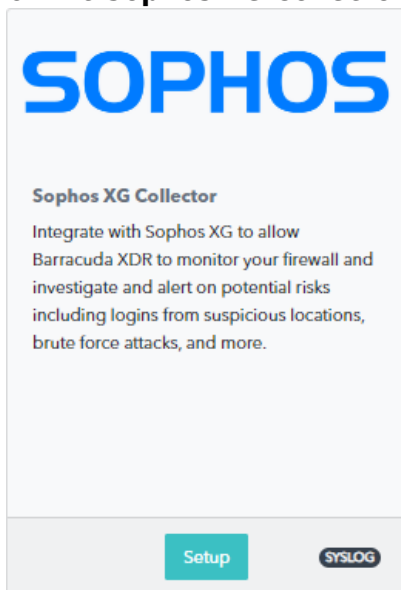 SOPHOS
Sophos XG Collector
Integrate with Sophos XG to allow
Barracuda XDR to monitor your firewall and
investigate and alert on potential risks
including logins from suspicious locations,
brute force attacks, and more.
Setup
SYSLOG